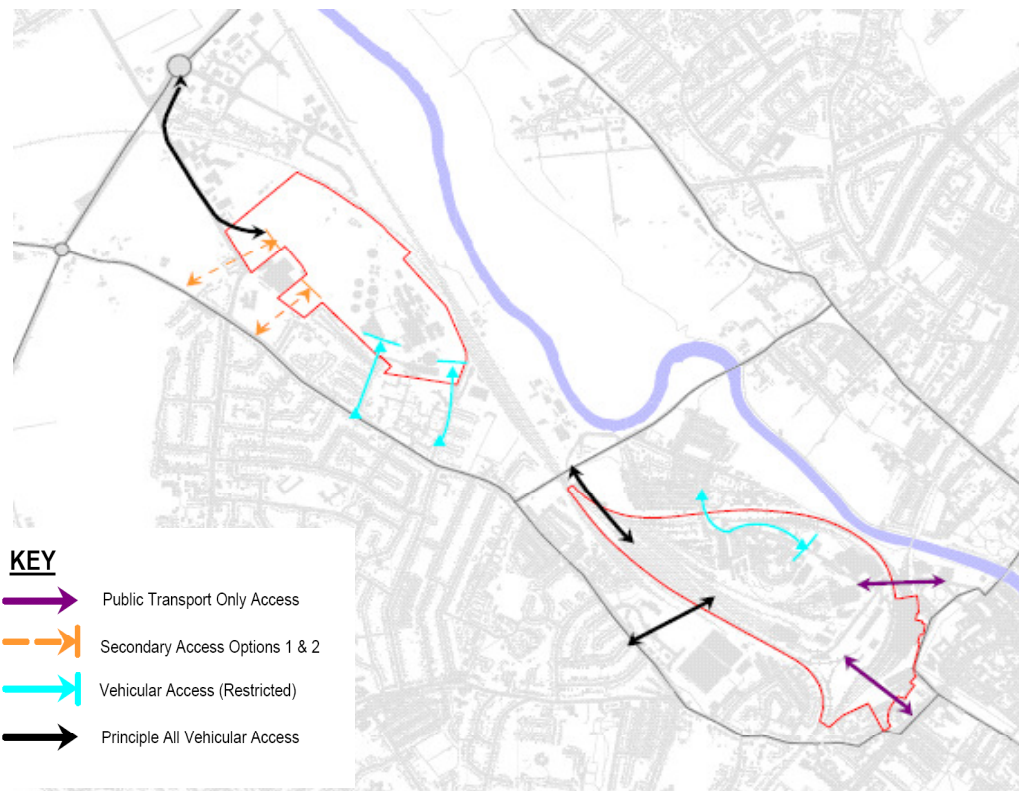 KEY
Public Transport Only Access
Secondary Access Options 1 & 2
Vehicular Access (Restricted)
Principle All Vehicular Access